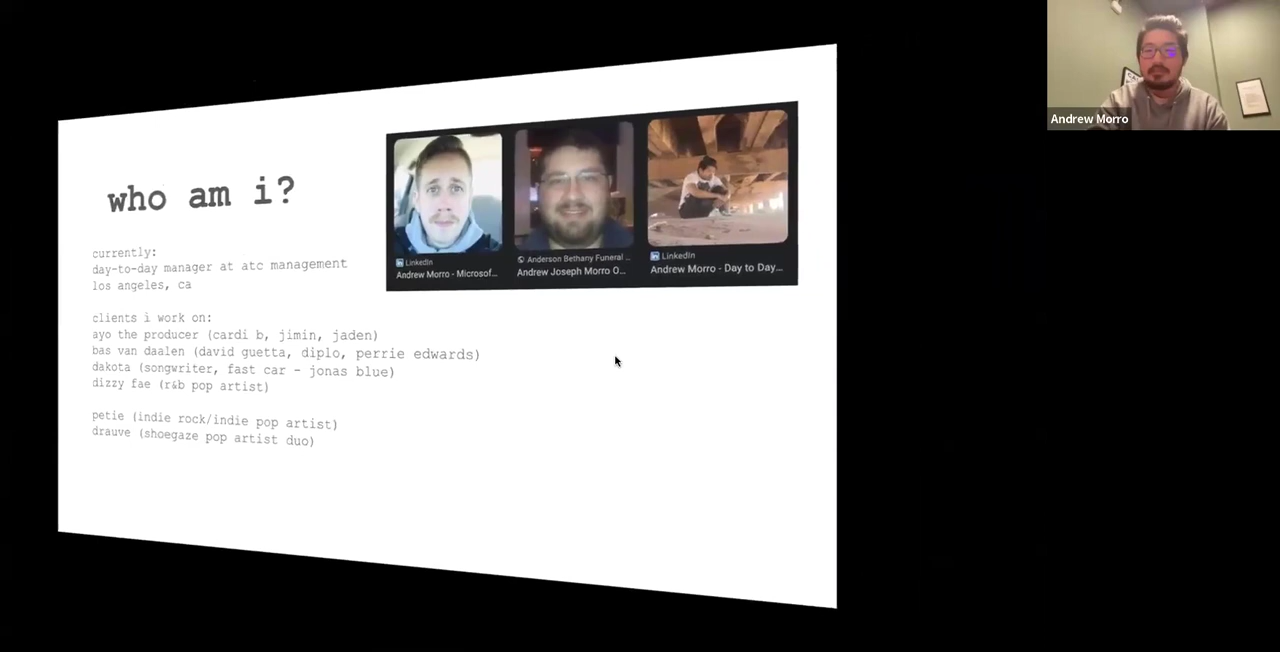 who am i?
currently:
day-to-day manager at atc management
los angeles, ca
clients i work on:
ayo the producer (cardi b, jimin, jaden)
bas van daalen (david guetta, diplo, perrie edwards)
dakota (songwriter, fast car - jonas blue)
dizzy fae (r&b pop artist)
petie (indie rock/indie pop artist)
drauve (shoegaze pop artist duo)
LinkedIn
Andrew Morro - Microsof...
Anderson Bethany Funeral ...
Andrew Joseph Morro O...
LinkedIn
Andrew Morro - Day to Day...
Andrew Morro